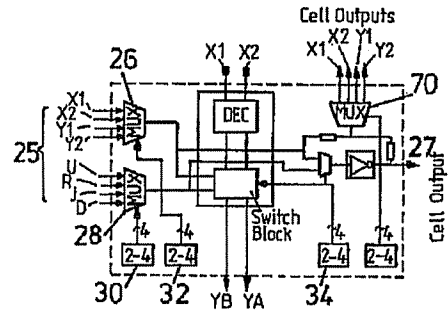 Cell Outputs
X1 X2 Y1 Y2
X1 X2
26
70
X1
X2
Y1
Y2
MUX
DEC
MUX
25
27
U
R
J
D
MUX
Switch Block
Cell Output
28
4 4 4 4
2-4 2-4 2-4 2-4
30 32 YB YA 34